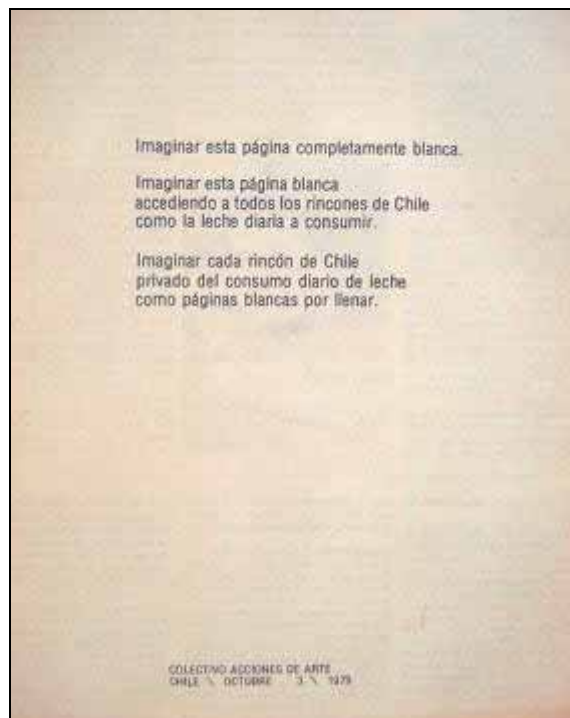 Imaginar esta página completamente blanca.
Imaginar esta página blanca
accediendo a todos los rincones de Chile
como la leche diaria a consumir.
Imaginar cada rincón de Chile
privado del consumo diario de leche
como páginas blancas por llenar.
COLECTIVO ACCIONES DE ARTE
CHILE \ OCTUBRE 3 \ 1979